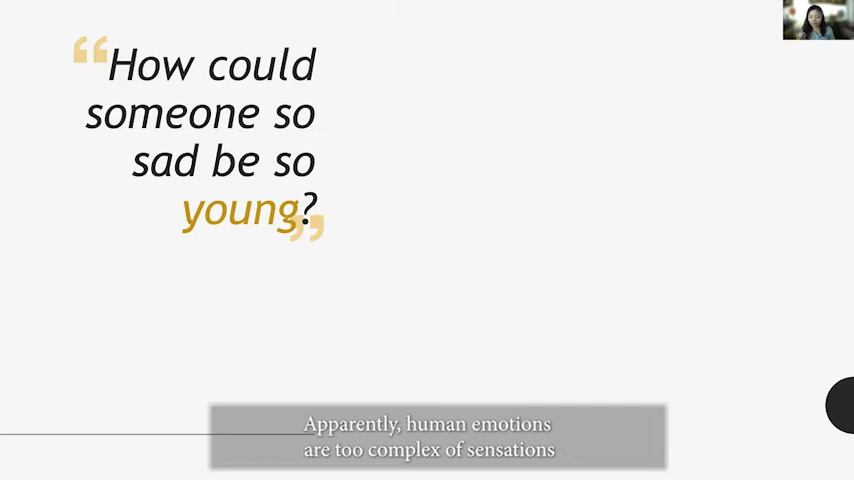 “How could
someone so
sad be so
young?”
Apparently, human emotions
are too complex of sensations